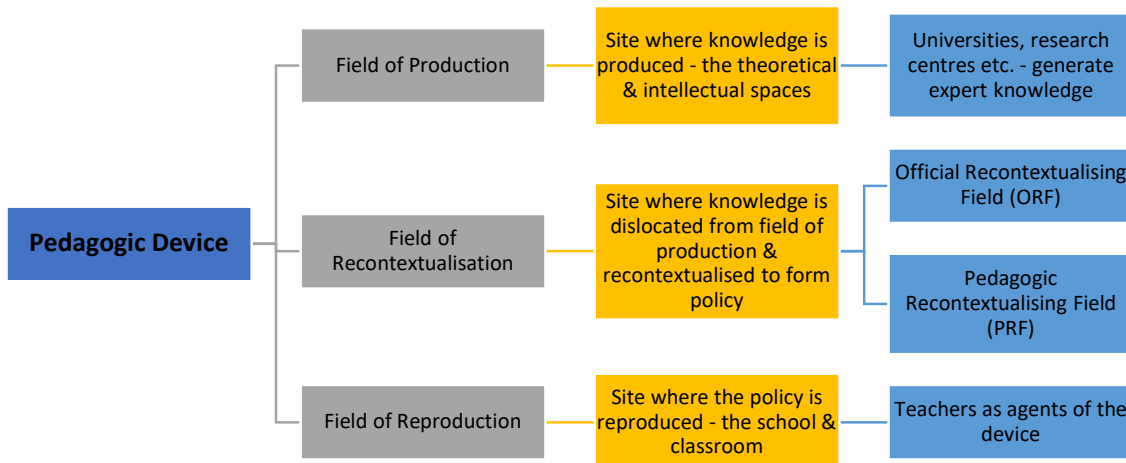 Pedagogic Device
Field of Production
Site where knowledge is
produced - the theoretical
& intellectual spaces
Universities, research
centres etc. - generate
expert knowledge
Field of
Recontextualisation
Site where knowledge is
dislocated from field of
production &
recontextualised to form
policy
Official Recontextualising
Field (ORF)
Pedagogic
Recontextualising Field
(PRF)
Field of Reproduction
Site where the policy is
reproduced - the school &
classroom
Teachers as agents of the
device